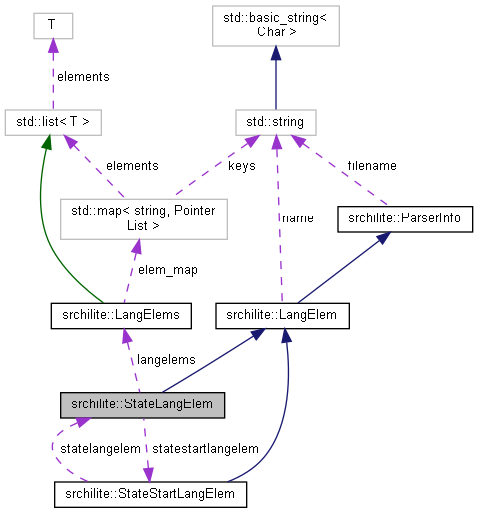 T
std::basic_string<
Char >
elements
std::list< T >
std::string
elements
keys
filename
std::map< string, Pointer
List >
name
srchilite::ParserInfo
elem_map
srchilite::LangElems
srchilite::LangElem
langelems
srchilite::StateLangElem
statelangelem
statestartlangelem
srchilite::StateStartLangElem